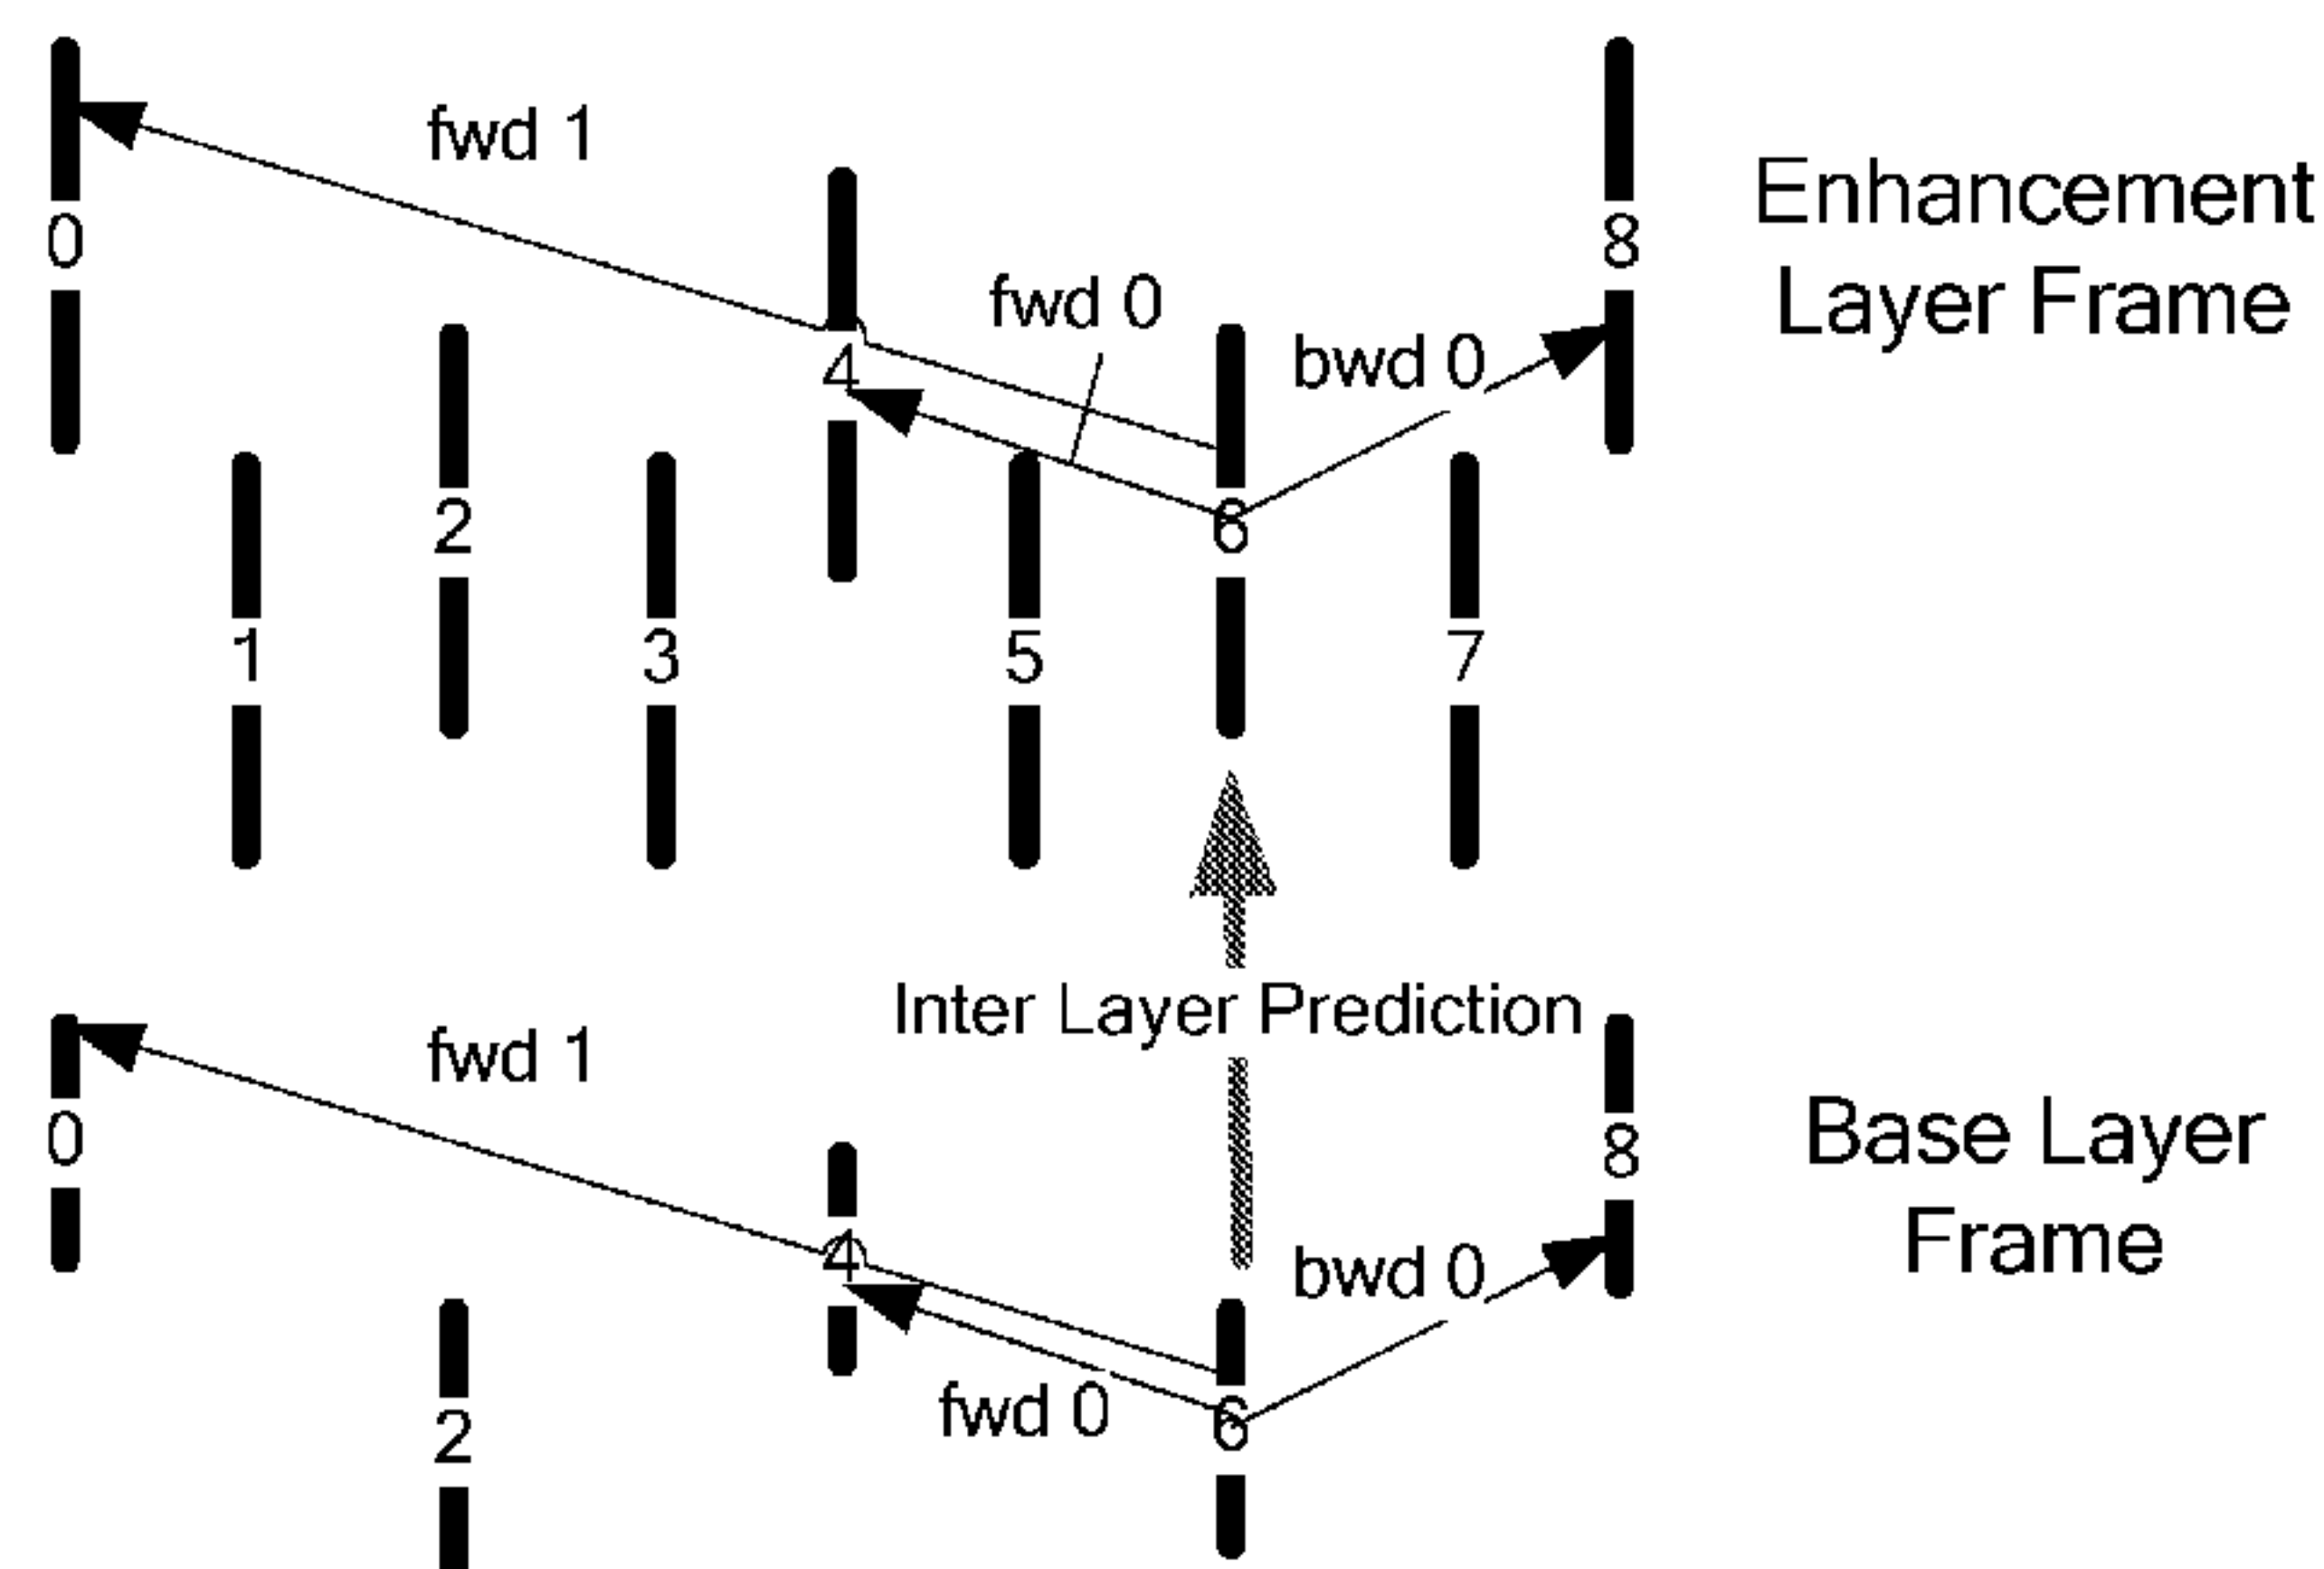 fwd 1
Enhancement
Layer Frame
0
8
fwd 0
bwd 0
4
2
6
1
3
5
7
Inter Layer Prediction
fwd 1
Base Layer
Frame
0
8
4
bwd 0
fwd 0
6
2